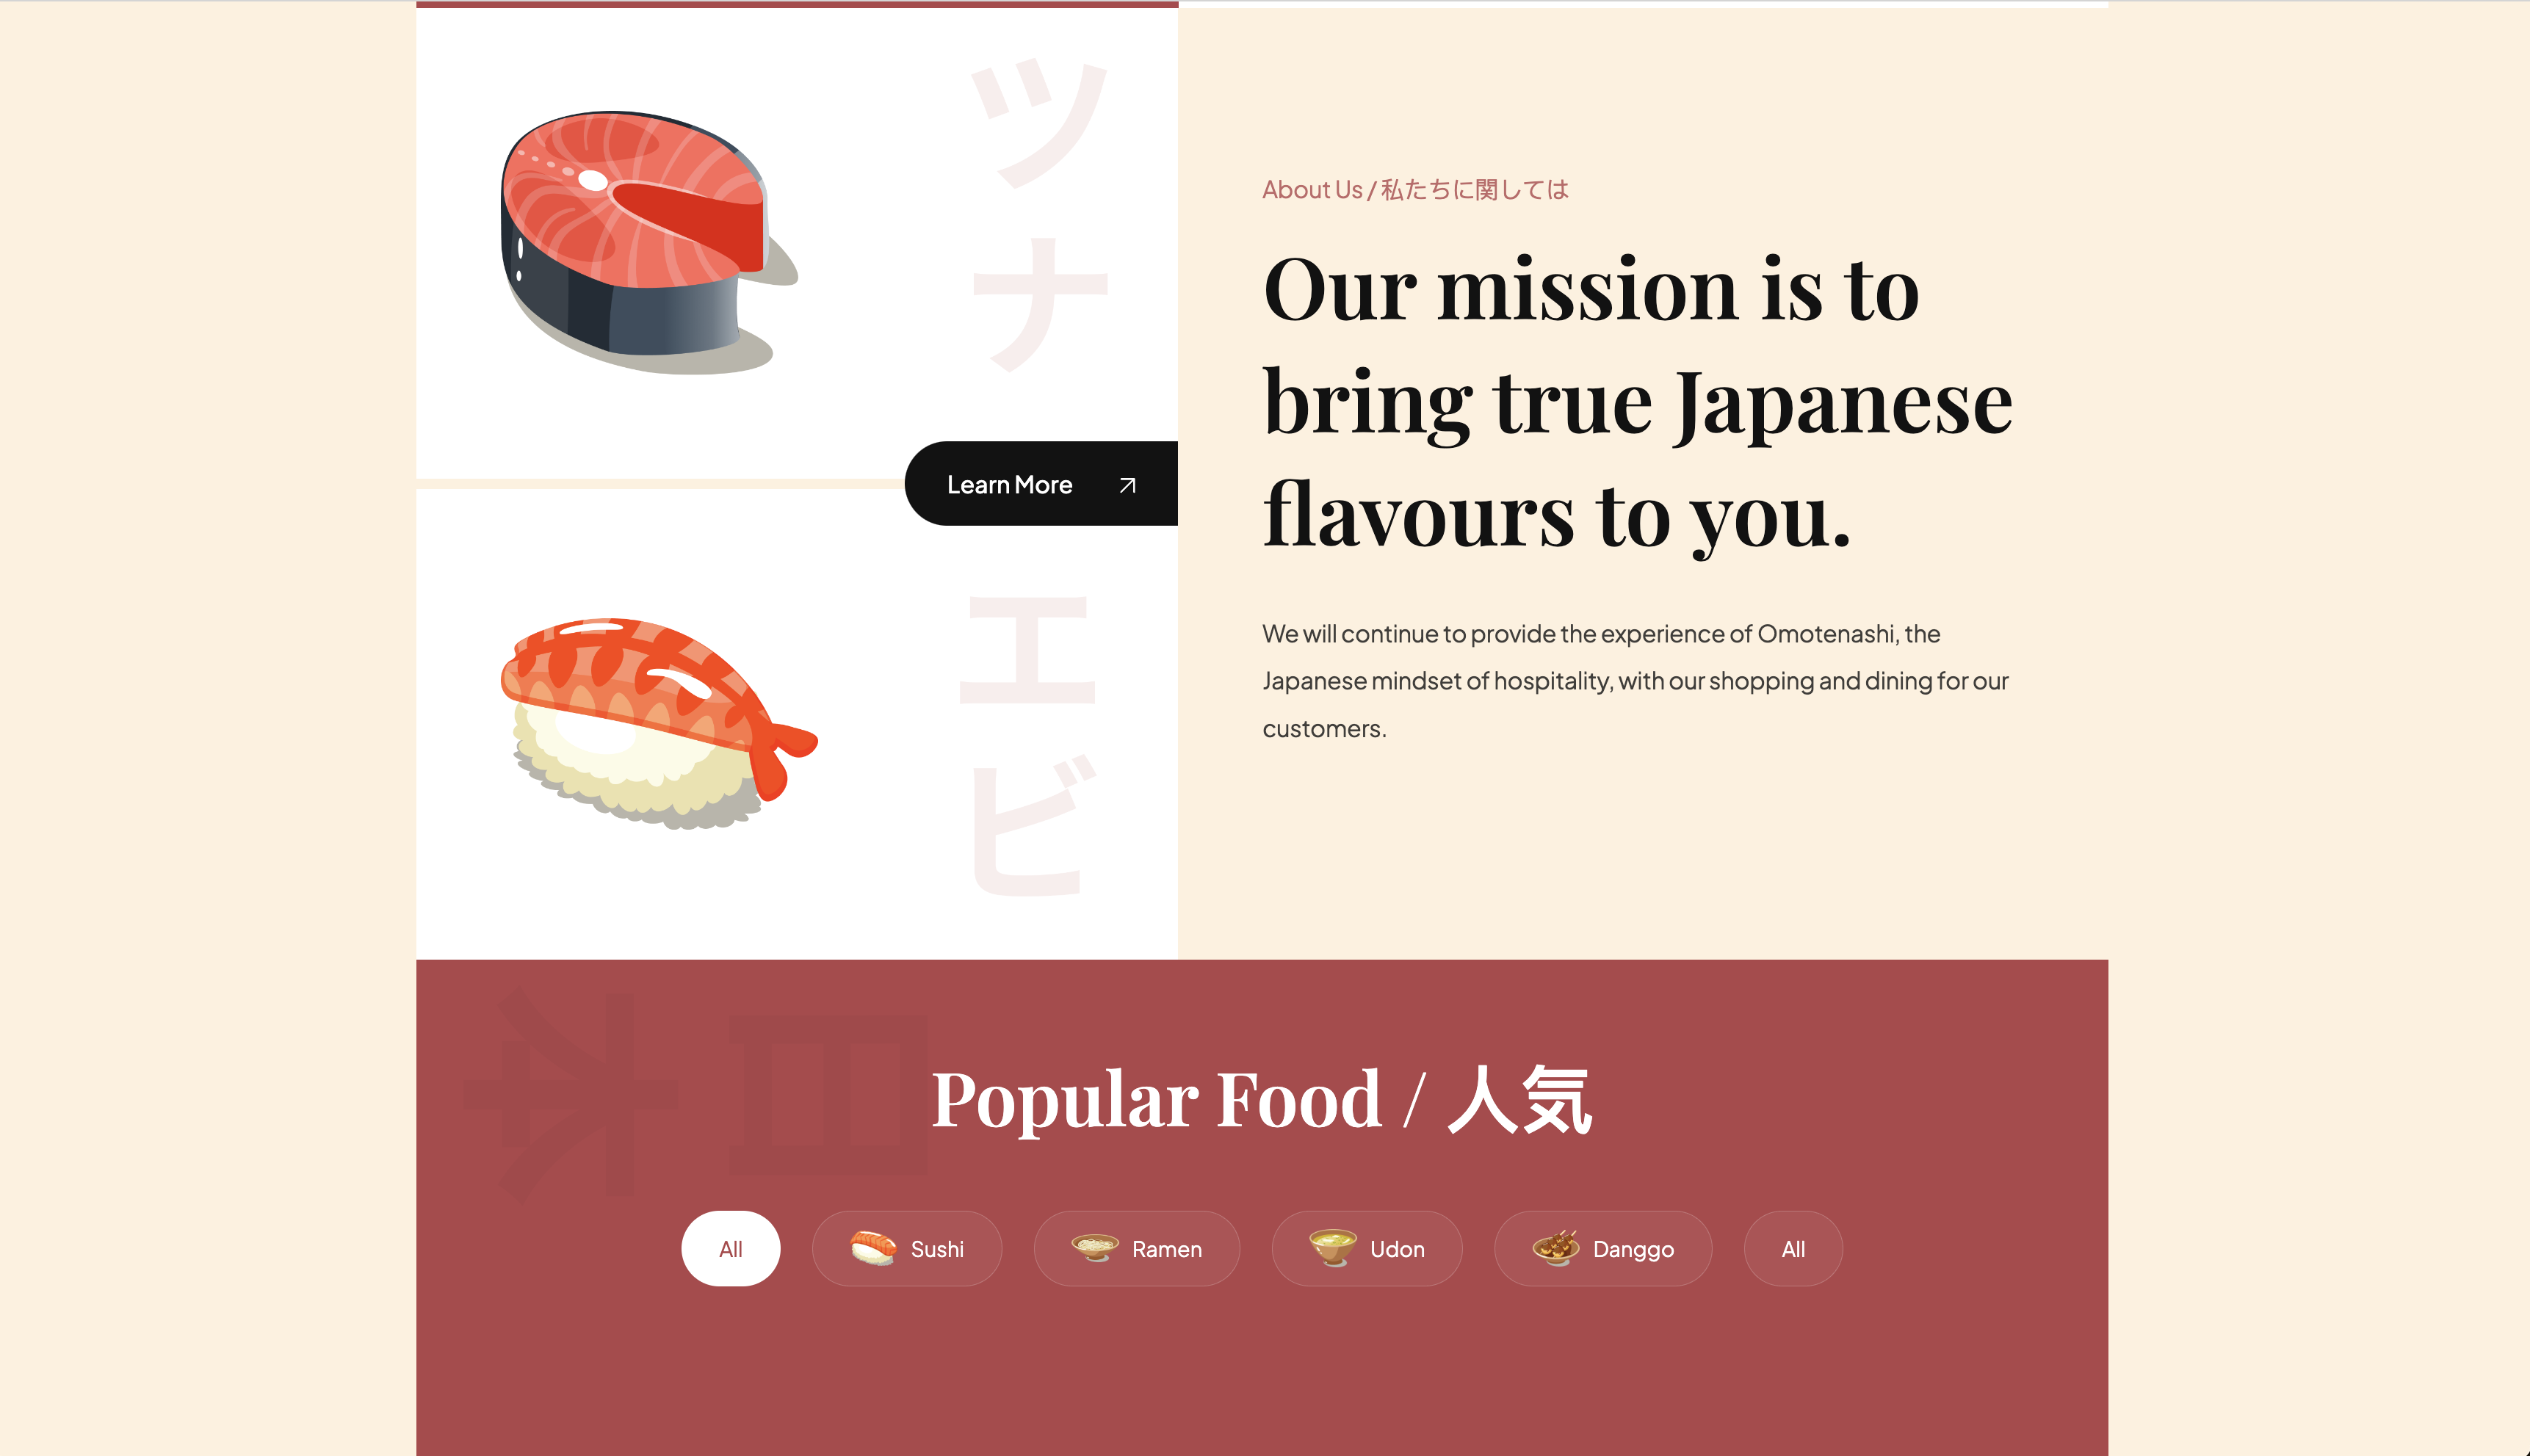 ツナ
Learn More
エビ
About Us / 私たちに関しては
Our mission is to
bring true Japanese
flavours to you.
We will continue to provide the experience of Omotenashi, the
Japanese mindset of hospitality, with our shopping and dining for our
customers.
Popular Food / 人気
All
Sushi
Ramen
Udon
Danggo
All